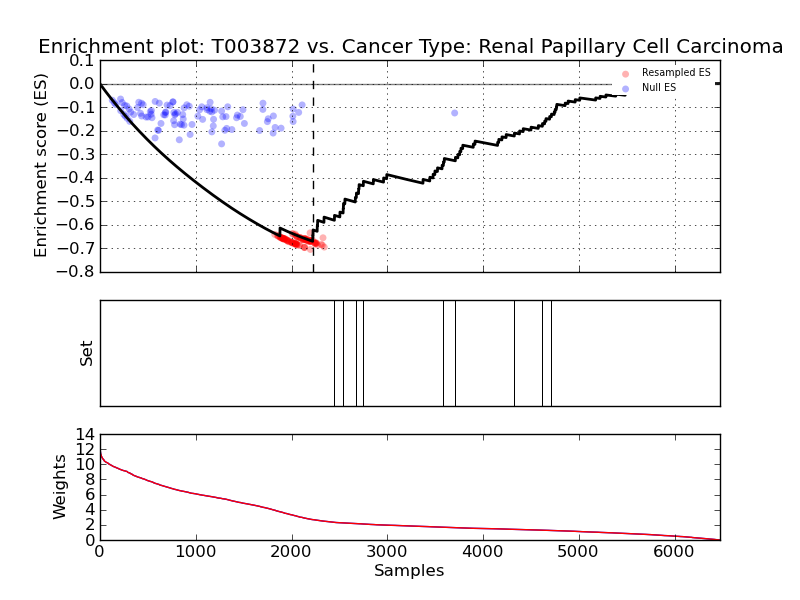 Enrichment plot: T003872 vs. Cancer Type: Renal Papillary Cell Carcinoma
0.1
0.0
−0.1
−0.2
−0.3
−0.4
−0.5
−0.6
−0.7
−0.8
Enrichment score (ES)
Resampled ES
Null ES
Set
14
12
10
8
6
4
2
0
Weights
0 1000 2000 3000 4000 5000 6000
Samples